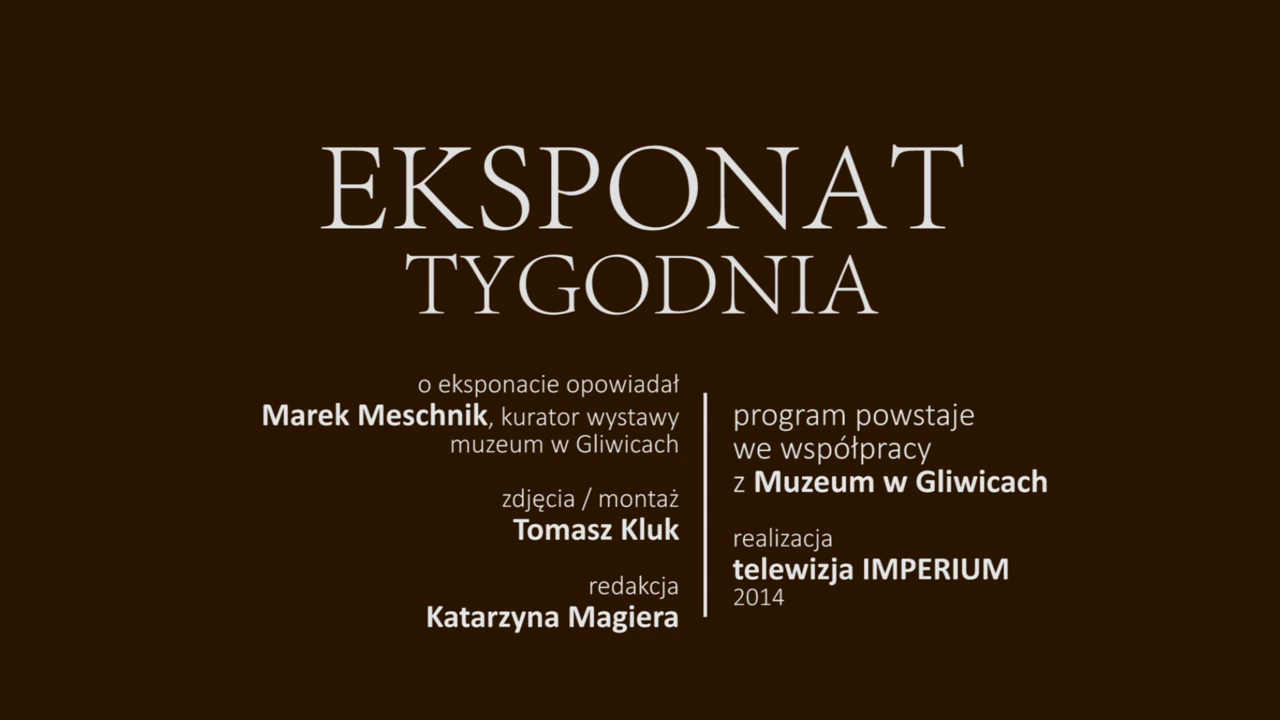 EKSPONAT
TYGODNIA
o eksponacie opowiadał
Marek Meschnik, kurator wystawy
muzeum w Gliwicach
zdjęcia / montaż
Tomasz Kluk
redakcja
Katarzyna Magiera
program powstaje
we współpracy
z Muzeum w Gliwicach
realizacja
telewizja IMPERIUM
2014